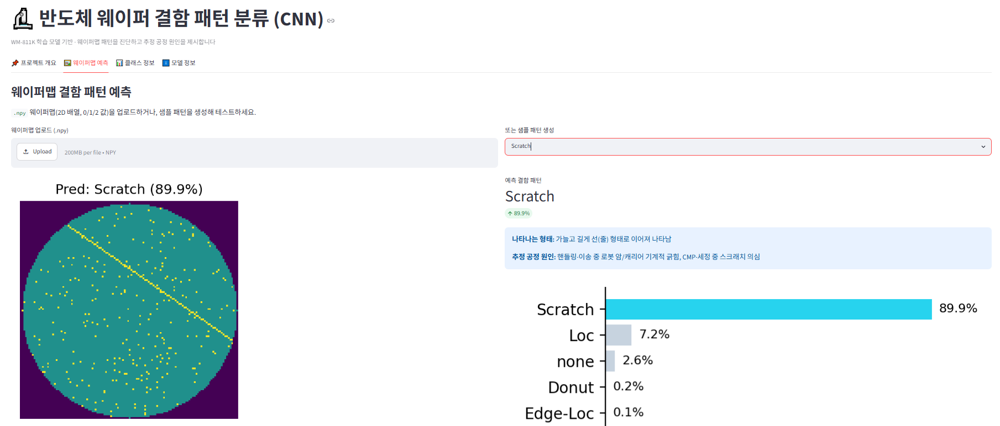 반도체 웨이퍼 결함 패턴 분류 (CNN)
WM-811K 학습 모델 기반 · 웨이퍼맵 패턴을 진단하고 추정 공정 원인을 제시합니다
프로젝트 개요 웨이퍼맵 예측 클래스 정보 모델 정보
웨이퍼맵 결함 패턴 예측
.npy 웨이퍼맵(2D 배열, 0/1/2 값)을 업로드하거나, 샘플 패턴을 생성해 테스트하세요.
웨이퍼맵 업로드 (.npy)
Upload 200MB per file • NPY
또는 샘플 패턴 생성
Scratch
Pred: Scratch (89.9%)
예측 결함 패턴
Scratch
↑ 89.9%
나타나는 형태: 가늘고 길게 선(줄) 형태로 이어져 나타남
추정 공정 원인: 핸들링·이송 중 로봇 암/캐리어 기계적 긁힘, CMP·세정 중 스크래치 의심
Scratch 89.9%
Loc 7.2%
none 2.6%
Donut 0.2%
Edge-Loc 0.1%